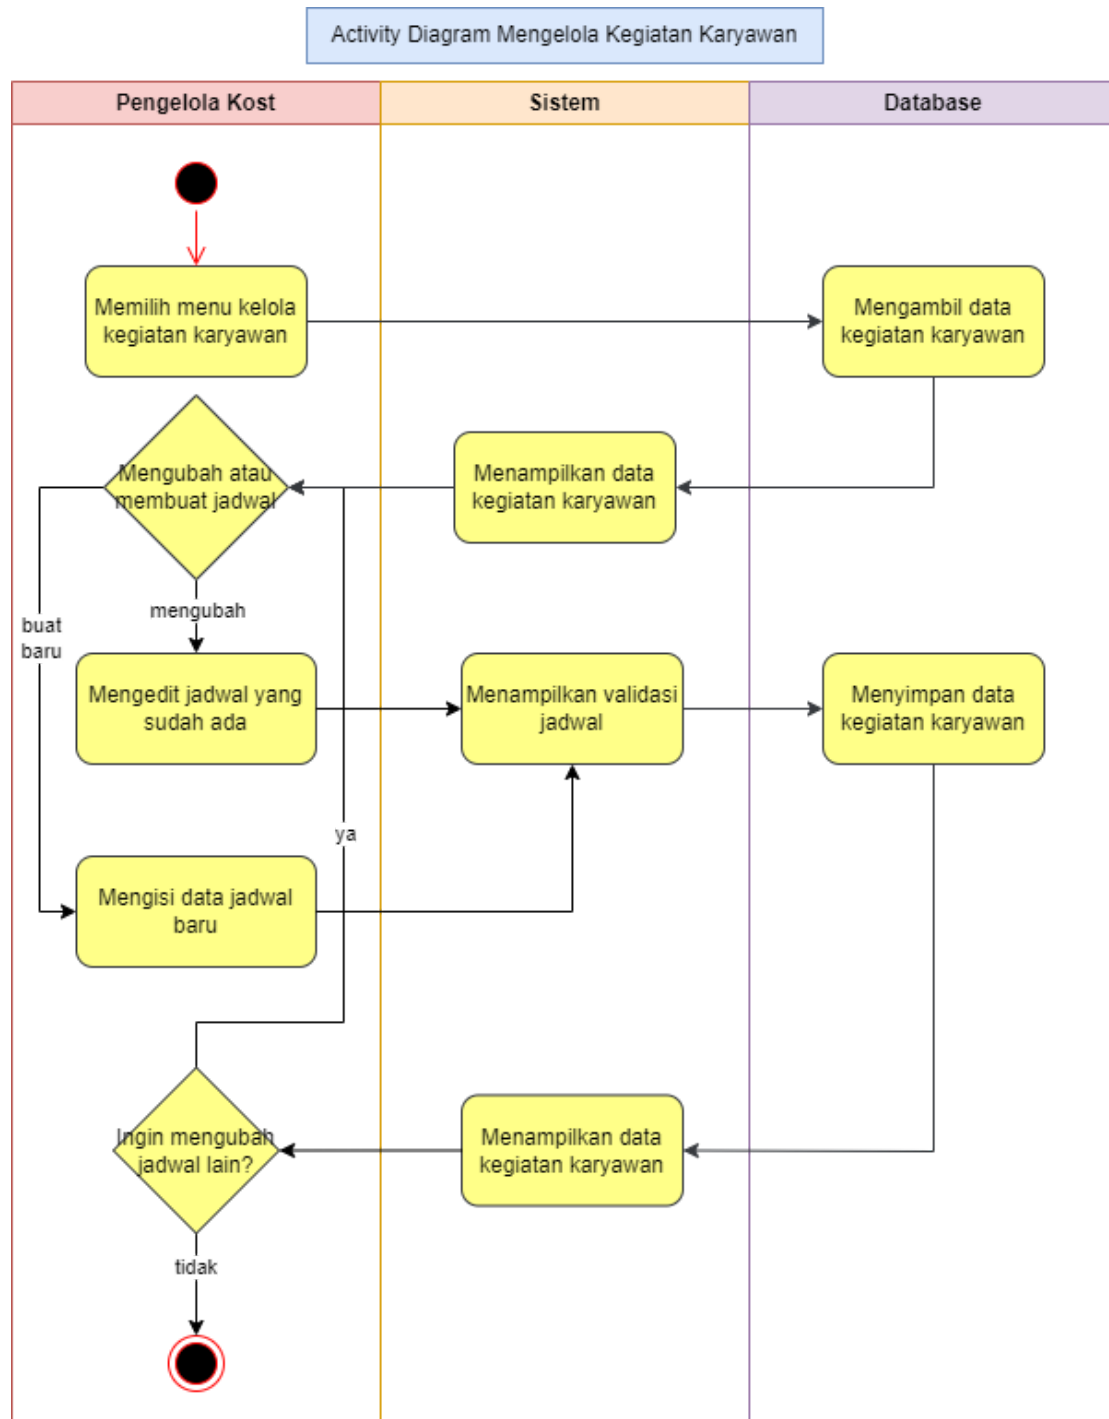 Activity Diagram Mengelola Kegiatan Karyawan
Pengelola Kost
Sistem
Database
Memilih menu kelola
kegiatan karyawan
Mengambil data
kegiatan karyawan
Mengubah atau
membuat jadwal
Menampilkan data
kegiatan karyawan
mengubah
buat
baru
Mengedit jadwal yang
sudah ada
Menampilkan validasi
jadwal
Menyimpan data
kegiatan karyawan
ya
Mengisi data jadwal
baru
Ingin mengubah
jadwal lain?
Menampilkan data
kegiatan karyawan
tidak